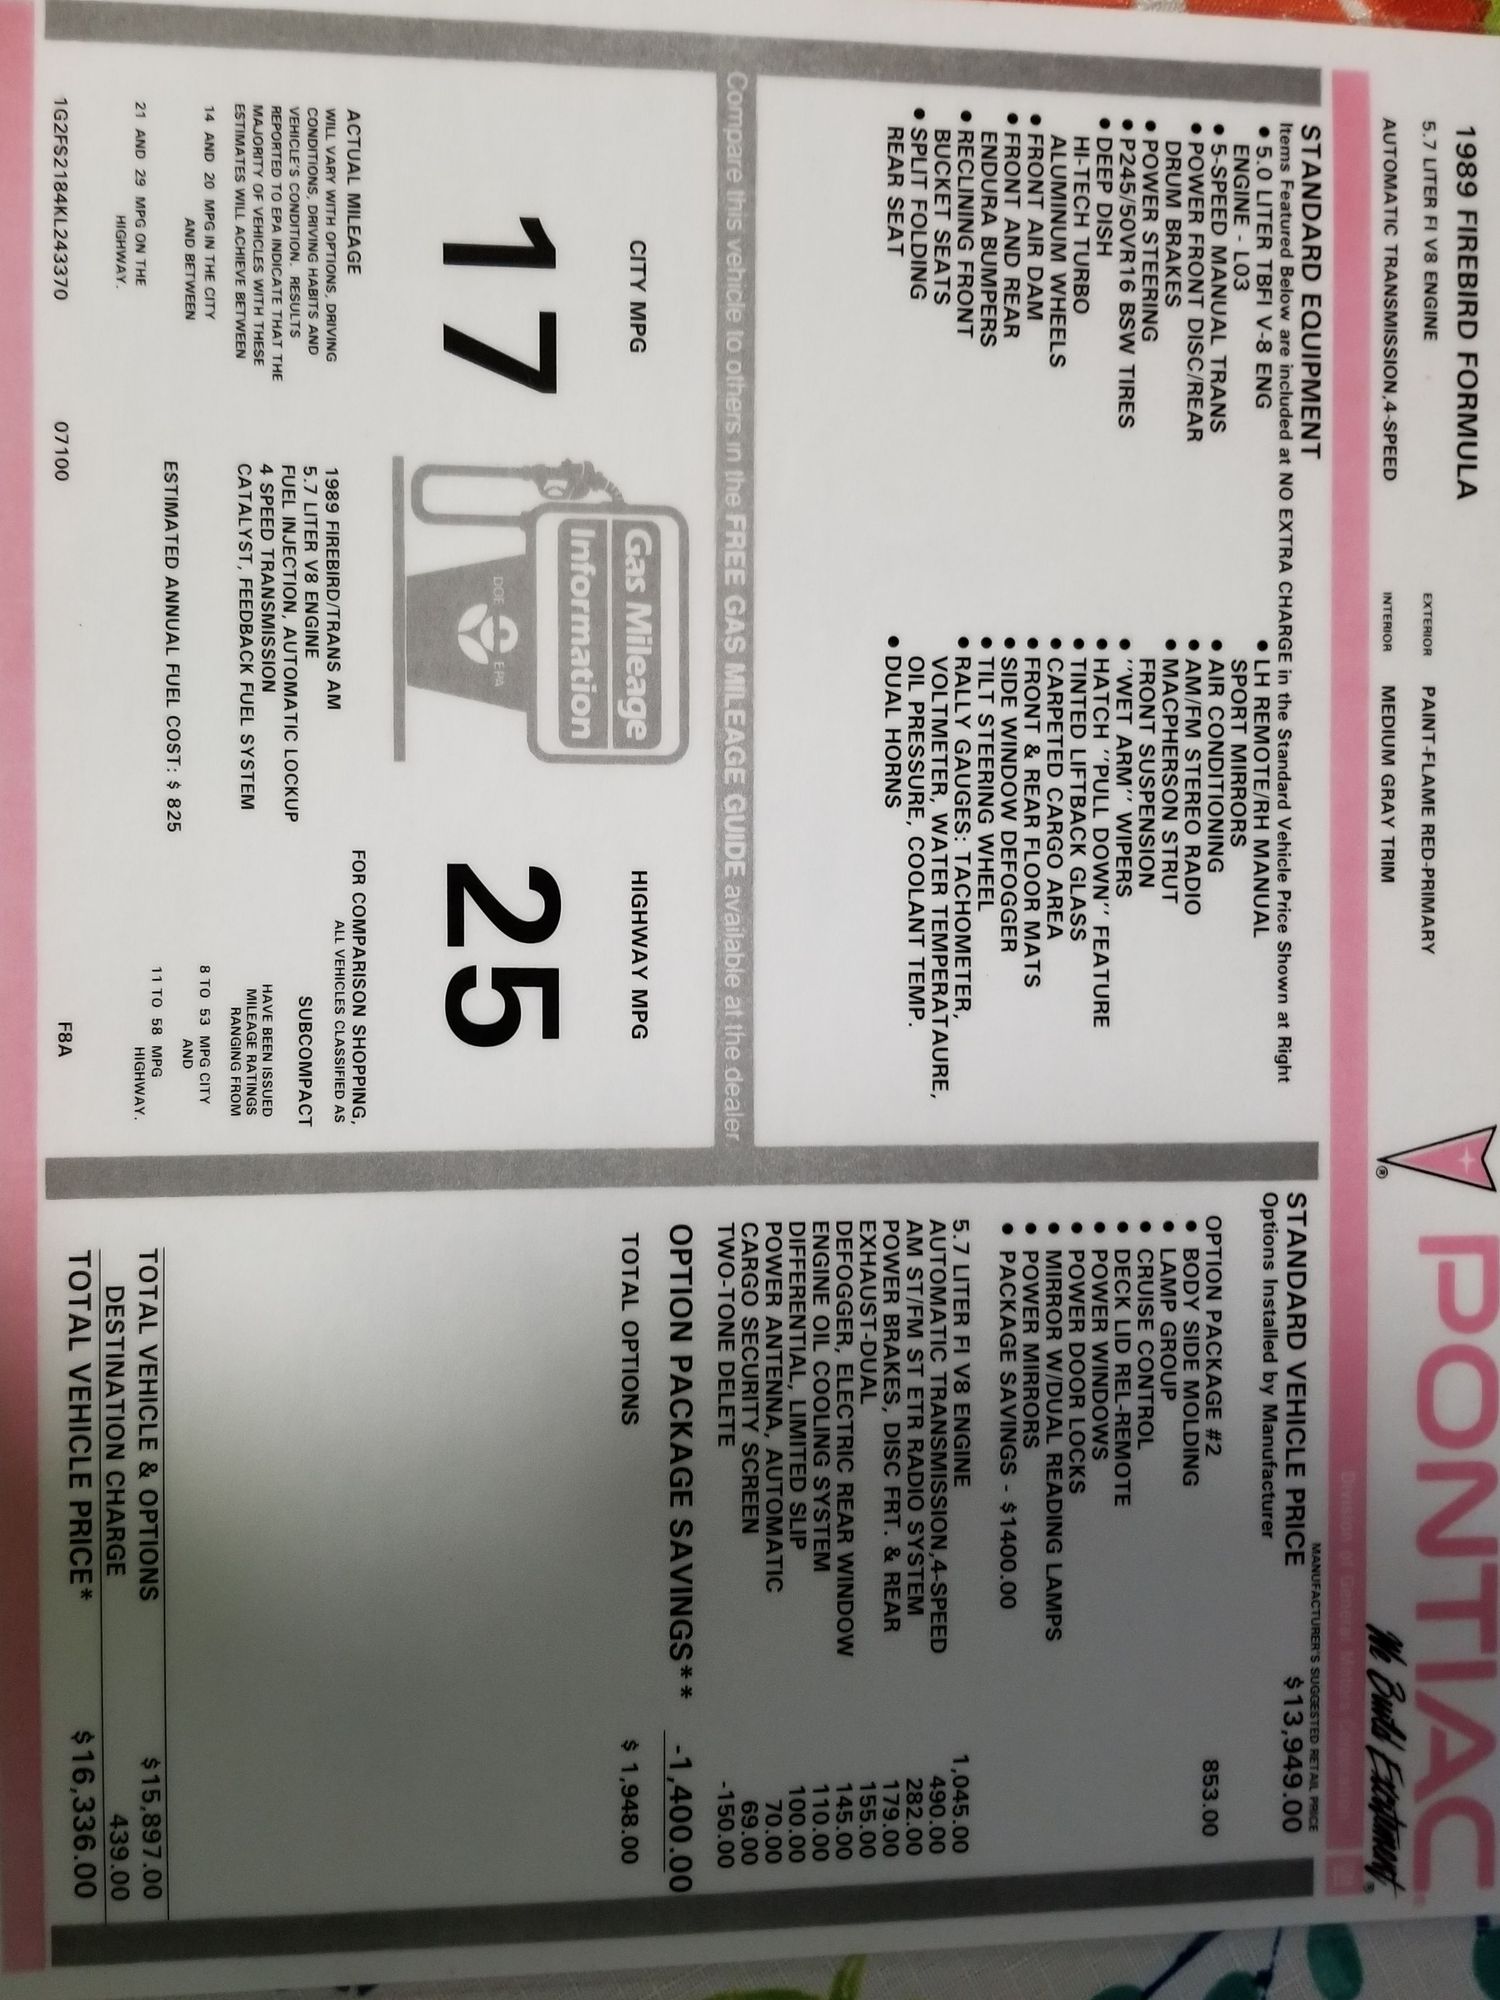 1989 FIREBIRD FORMULA
5.7 LITER FI V8 ENGINE
AUTOMATIC TRANSMISSION,4-SPEED
EXTERIOR PAINT-FLAME RED-PRIMARY
INTERIOR MEDIUM GRAY TRIM
PONTIAC®
®
We Build Excitement®
Division of General Motors Corporation
GM
STANDARD EQUIPMENT
Items Featured Below are included at NO EXTRA CHARGE in the Standard Vehicle Price Shown at Right
• 5.0 LITER TBFI V-8 ENG
ENGINE - L03
• 5-SPEED MANUAL TRANS
• POWER FRONT DISC/REAR
DRUM BRAKES
• POWER STEERING
• P245/50VR16 BSW TIRES
• DEEP DISH
HI-TECH TURBO
ALUMINUM WHEELS
• FRONT AIR DAM
• FRONT AND REAR
ENDURA BUMPERS
• RECLINING FRONT
BUCKET SEATS
• SPLIT FOLDING
REAR SEAT
• LH REMOTE/RH MANUAL
SPORT MIRRORS
• AIR CONDITIONING
• AM/FM STEREO RADIO
• MACPHERSON STRUT
FRONT SUSPENSION
• "WET ARM" WIPERS
• HATCH "PULL DOWN" FEATURE
• TINTED LIFTBACK GLASS
• CARPETED CARGO AREA
• FRONT & REAR FLOOR MATS
• SIDE WINDOW DEFOGGER
• TILT STEERING WHEEL
• RALLY GAUGES: TACHOMETER,
VOLTMETER, WATER TEMPERATAURE,
OIL PRESSURE, COOLANT TEMP.
• DUAL HORNS
Compare this vehicle to others in the FREE GAS MILEAGE GUIDE available at the dealer.
CITY MPG
17
Gas Mileage
Information
DOE EPA
HIGHWAY MPG
25
ACTUAL MILEAGE
WILL VARY WITH OPTIONS, DRIVING
CONDITIONS, DRIVING HABITS AND
VEHICLE'S CONDITION. RESULTS
REPORTED TO EPA INDICATE THAT THE
MAJORITY OF VEHICLES WITH THESE
ESTIMATES WILL ACHIEVE BETWEEN
14 AND 20 MPG IN THE CITY
AND BETWEEN
21 AND 29 MPG ON THE
HIGHWAY.
1989 FIREBIRD/TRANS AM
5.7 LITER V8 ENGINE
FUEL INJECTION, AUTOMATIC LOCKUP
4 SPEED TRANSMISSION
CATALYST, FEEDBACK FUEL SYSTEM
ESTIMATED ANNUAL FUEL COST: $ 825
FOR COMPARISON SHOPPING,
ALL VEHICLES CLASSIFIED AS
SUBCOMPACT
HAVE BEEN ISSUED
MILEAGE RATINGS
RANGING FROM
8 TO 53 MPG CITY
AND
11 TO 58 MPG
HIGHWAY.
1G2FS2184KL243370 07100 F8A
MANUFACTURER'S SUGGESTED RETAIL PRICE
STANDARD VEHICLE PRICE $13,949.00
Options Installed by Manufacturer
OPTION PACKAGE #2 853.00
• BODY SIDE MOLDING
• LAMP GROUP
• CRUISE CONTROL
• DECK LID REL-REMOTE
• POWER WINDOWS
• POWER DOOR LOCKS
• MIRROR W/DUAL READING LAMPS
• POWER MIRRORS
• PACKAGE SAVINGS - $1400.00
5.7 LITER FI V8 ENGINE 1,045.00
AUTOMATIC TRANSMISSION,4-SPEED 490.00
AM ST/FM ST ETR RADIO SYSTEM 282.00
POWER BRAKES, DISC FRT. & REAR 179.00
EXHAUST-DUAL 155.00
DEFOGGER, ELECTRIC REAR WINDOW 145.00
ENGINE OIL COOLING SYSTEM 110.00
DIFFERENTIAL, LIMITED SLIP 100.00
POWER ANTENNA, AUTOMATIC 70.00
CARGO SECURITY SCREEN 69.00
TWO-TONE DELETE -150.00
OPTION PACKAGE SAVINGS** -1,400.00
TOTAL OPTIONS $ 1,948.00
TOTAL VEHICLE & OPTIONS $15,897.00
DESTINATION CHARGE 439.00
TOTAL VEHICLE PRICE* $16,336.00